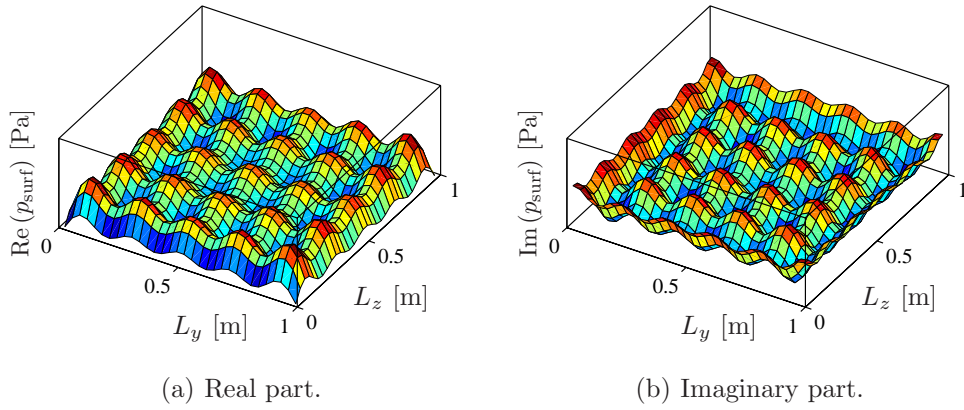 Re (p_surf) [Pa]
0
0.5
1
L_y [m]
0
0.5
1
L_z [m]
(a) Real part.
Im (p_surf) [Pa]
0
0.5
1
L_y [m]
0
0.5
1
L_z [m]
(b) Imaginary part.